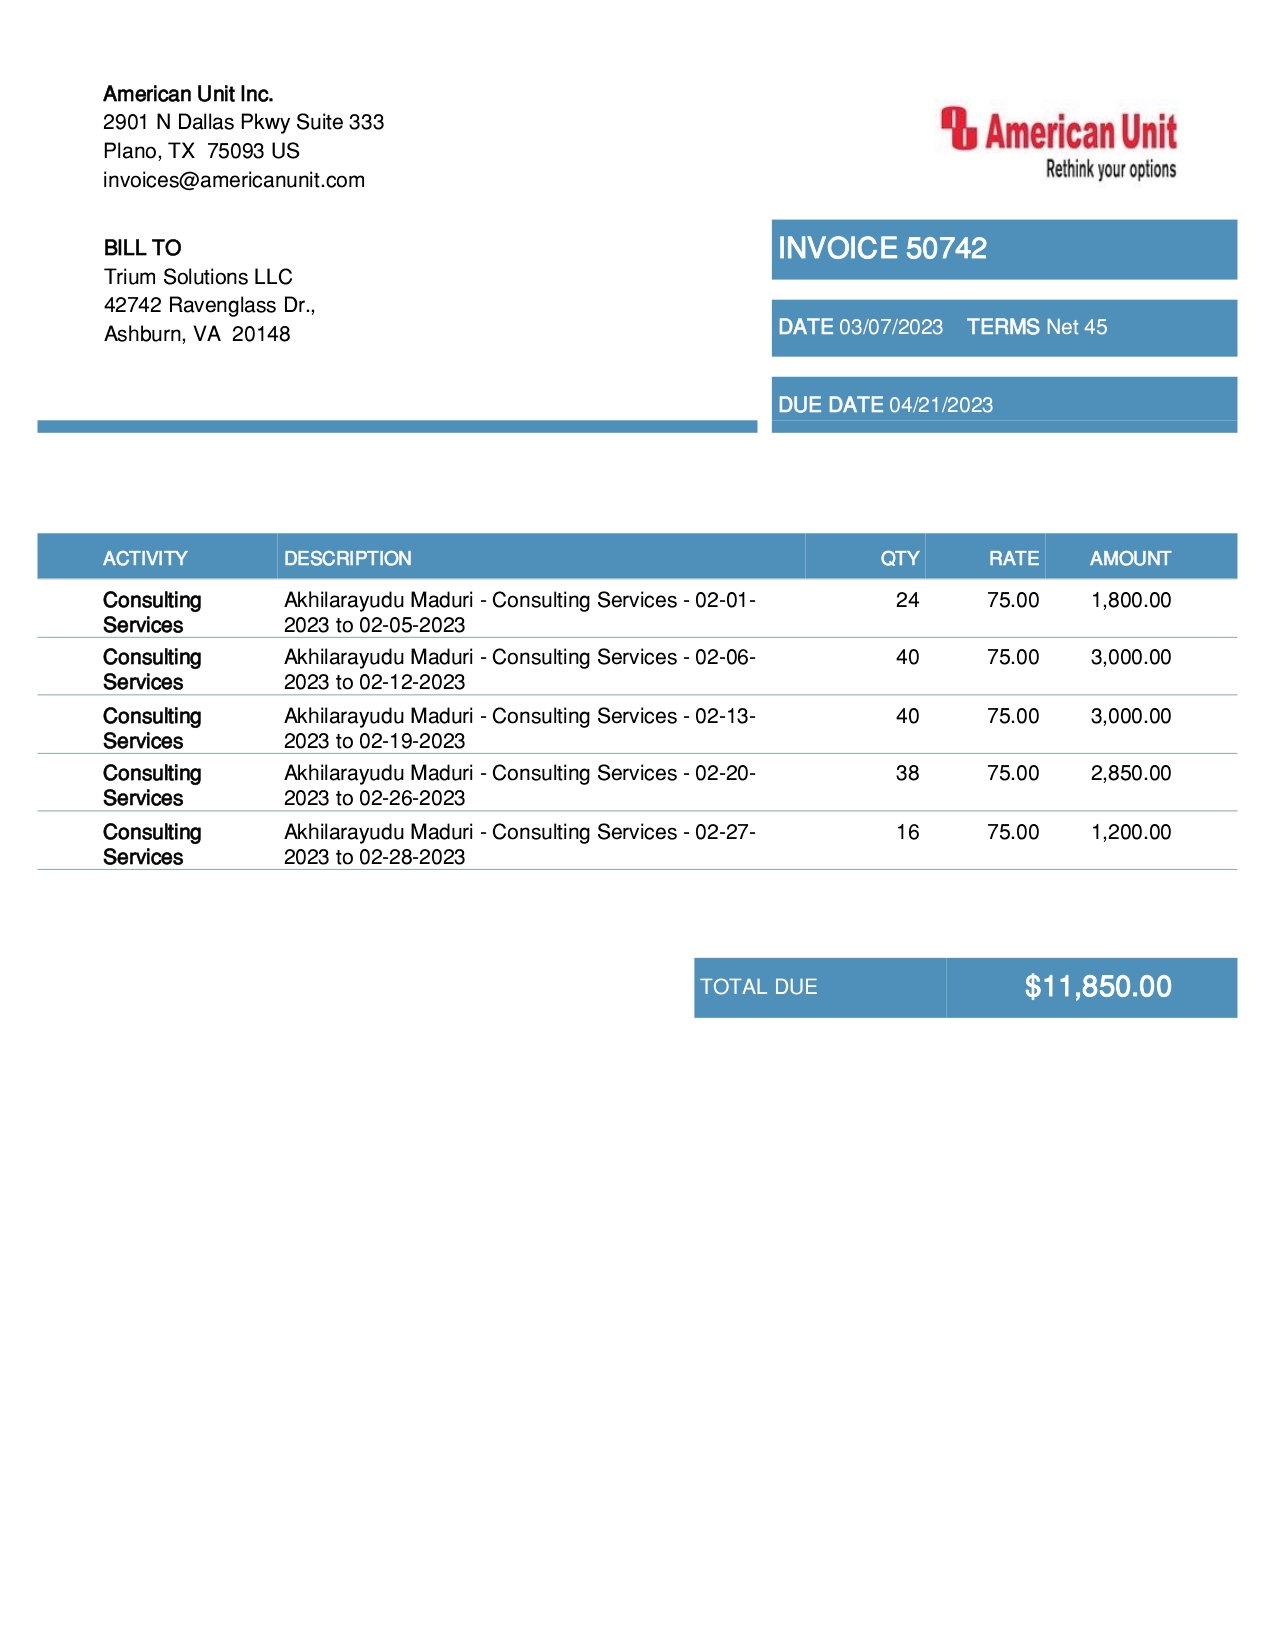 American Unit Inc.
2901 N Dallas Pkwy Suite 333
Plano, TX  75093 US
invoices@americanunit.com
American Unit
Rethink your options
BILL TO
Trium Solutions LLC
42742 Ravenglass Dr.,
Ashburn, VA  20148
INVOICE 50742
DATE 03/07/2023 TERMS Net 45
DUE DATE 04/21/2023
ACTIVITY DESCRIPTION QTY RATE AMOUNT
Consulting Akhilarayudu Maduri - Consulting Services - 02-01- 24 75.00 1,800.00
Services 2023 to 02-05-2023
Consulting Akhilarayudu Maduri - Consulting Services - 02-06- 40 75.00 3,000.00
Services 2023 to 02-12-2023
Consulting Akhilarayudu Maduri - Consulting Services - 02-13- 40 75.00 3,000.00
Services 2023 to 02-19-2023
Consulting Akhilarayudu Maduri - Consulting Services - 02-20- 38 75.00 2,850.00
Services 2023 to 02-26-2023
Consulting Akhilarayudu Maduri - Consulting Services - 02-27- 16 75.00 1,200.00
Services 2023 to 02-28-2023
TOTAL DUE $11,850.00